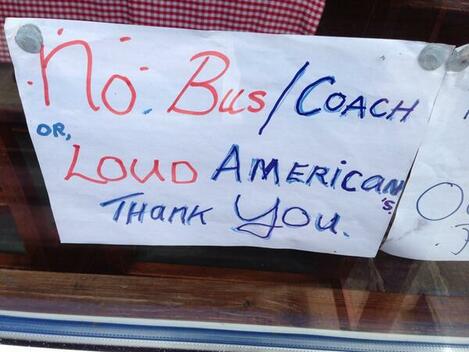 No. Bus/COACH
OR,
LOUD AMERICAN's.
THank You.